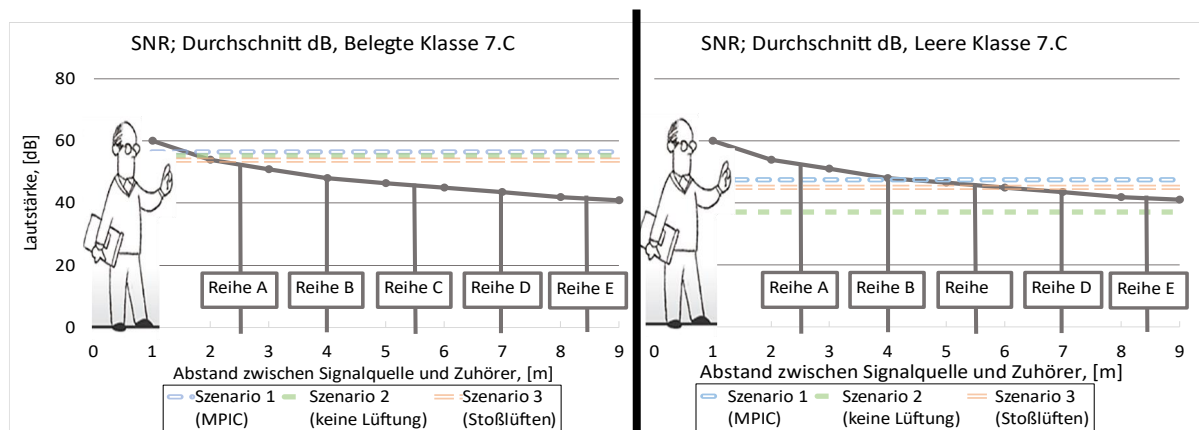 SNR; Durchschnitt dB, Belegte Klasse 7.C
80
60
40
20
0
Lautstärke, [dB]
Reihe A
Reihe B
Reihe C
Reihe D
Reihe E
0 1 2 3 4 5 6 7 8 9
Abstand zwischen Signalquelle und Zuhörer, [m]
Szenario 1 Szenario 2 Szenario 3
(MPIC) (keine Lüftung) (Stoßlüften)
SNR; Durchschnitt dB, Leere Klasse 7.C
Reihe A
Reihe B
Reihe
Reihe D
Reihe E
0 1 2 3 4 5 6 7 8 9
Abstand zwischen Signalquelle und Zuhörer, [m]
Szenario 1 Szenario 2 Szenario 3
(MPIC) (keine Lüftung) (Stoßlüften)